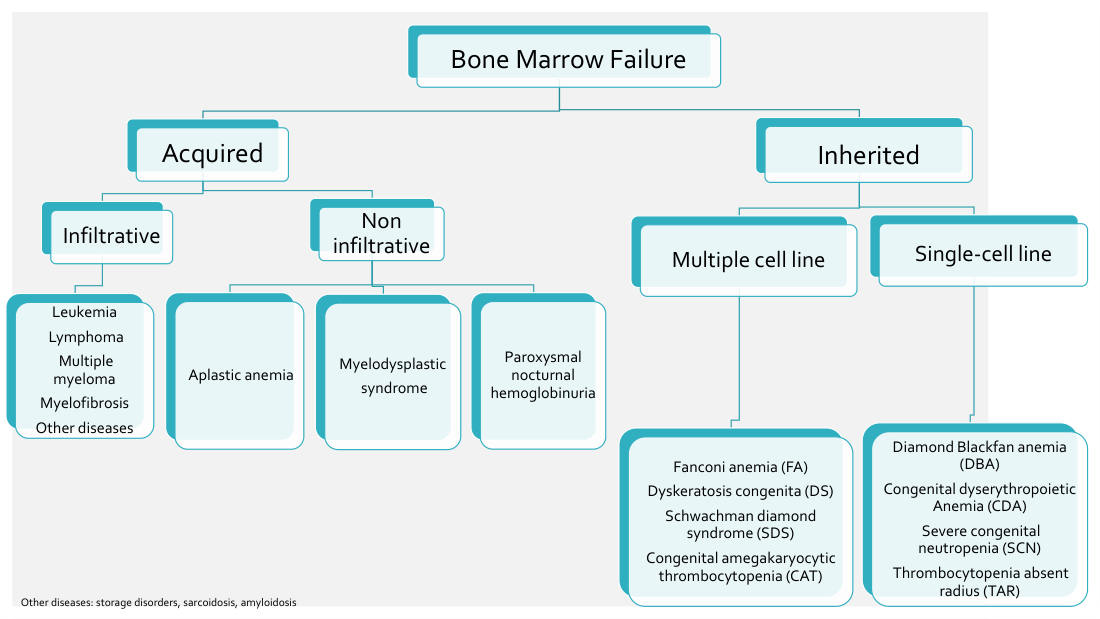 Bone Marrow Failure
Acquired
Inherited
Infiltrative
Non
infiltrative
Multiple cell line
Single-cell line
Leukemia
Lymphoma
Multiple
myeloma
Myelofibrosis
Other diseases
Aplastic anemia
Myelodysplastic
syndrome
Paroxysmal
nocturnal
hemoglobinuria
Fanconi anemia (FA)
Dyskeratosis congenita (DS)
Schwachman diamond
syndrome (SDS)
Congenital amegakaryocytic
thrombocytopenia (CAT)
Diamond Blackfan anemia
(DBA)
Congenital dyserythropoietic
Anemia (CDA)
Severe congenital
neutropenia (SCN)
Thrombocytopenia absent
radius (TAR)
Other diseases: storage disorders, sarcoidosis, amyloidosis